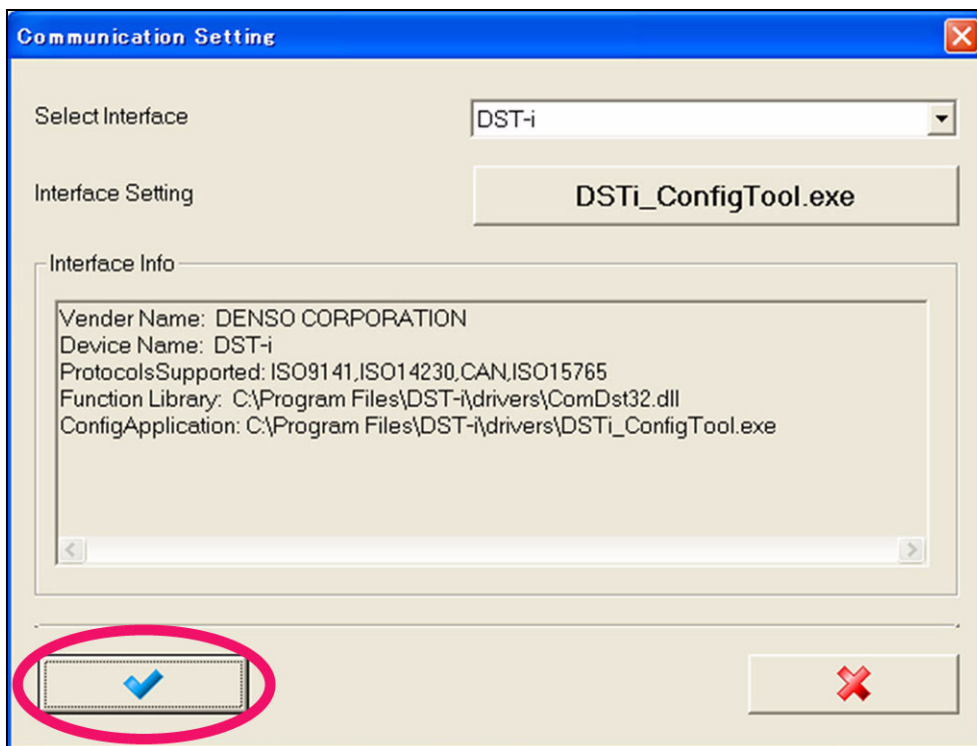 Communication Setting
Select Interface
DST-i
Interface Setting
DSTi_ConfigTool.exe
Interface Info
Vender Name: DENSO CORPORATION
Device Name: DST-i
ProtocolsSupported: ISO9141,ISO14230,CAN,ISO15765
Function Library: C:\Program Files\DST-i\drivers\ComDst32.dll
ConfigApplication: C:\Program Files\DST-i\drivers\DSTi_ConfigTool.exe